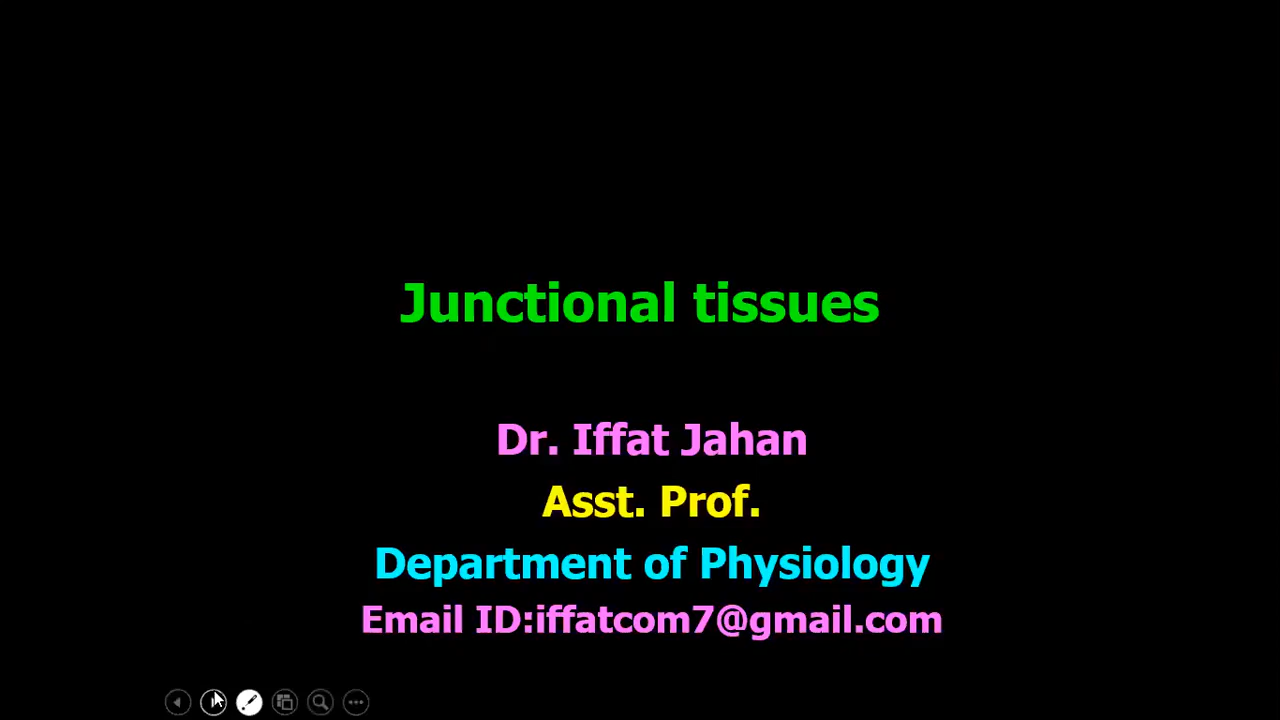 Junctional tissues
Dr. Iffat Jahan
Asst. Prof.
Department of Physiology
Email ID:iffatcom7@gmail.com